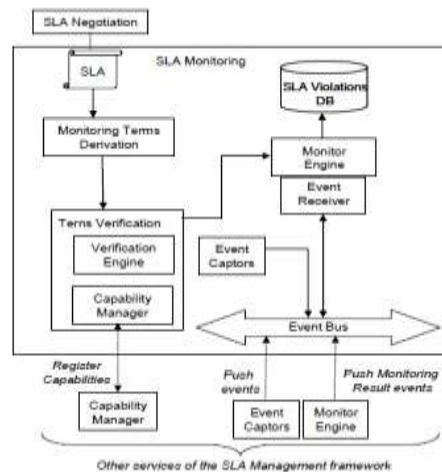 SLA Negotiation
SLA Monitoring
SLA
SLA Violations
DB
Monitoring Terms
Derivation
Monitor
Engine
Event
Receiver
Terns Verification
Verification
Engine
Event
Captors
Capability
Manager
Event Bus
Register
Capabilities
Push
events
Push Monitoring
Result events
Capability
Manager
Event
Captors
Monitor
Engine
Other services of the SLA Management framework